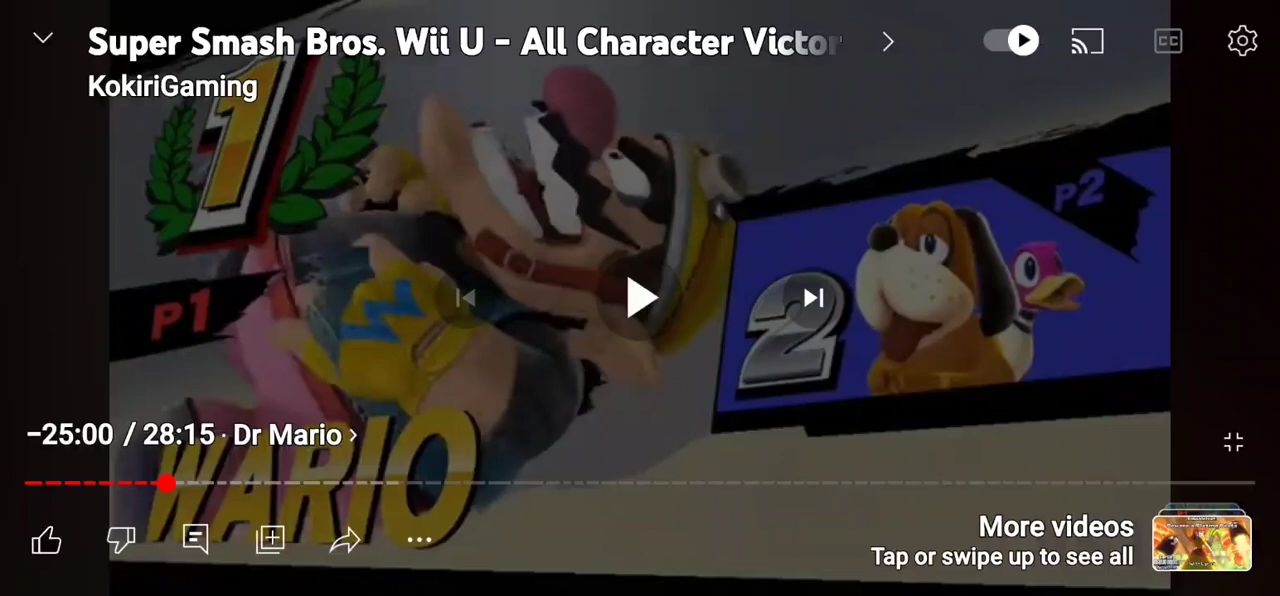 Super Smash Bros. Wii U - All Character Victor
KokiriGaming
CC
1
P1
P2
2
WARIO
-25:00 / 28:15 · Dr Mario
More videos
Tap or swipe up to see all